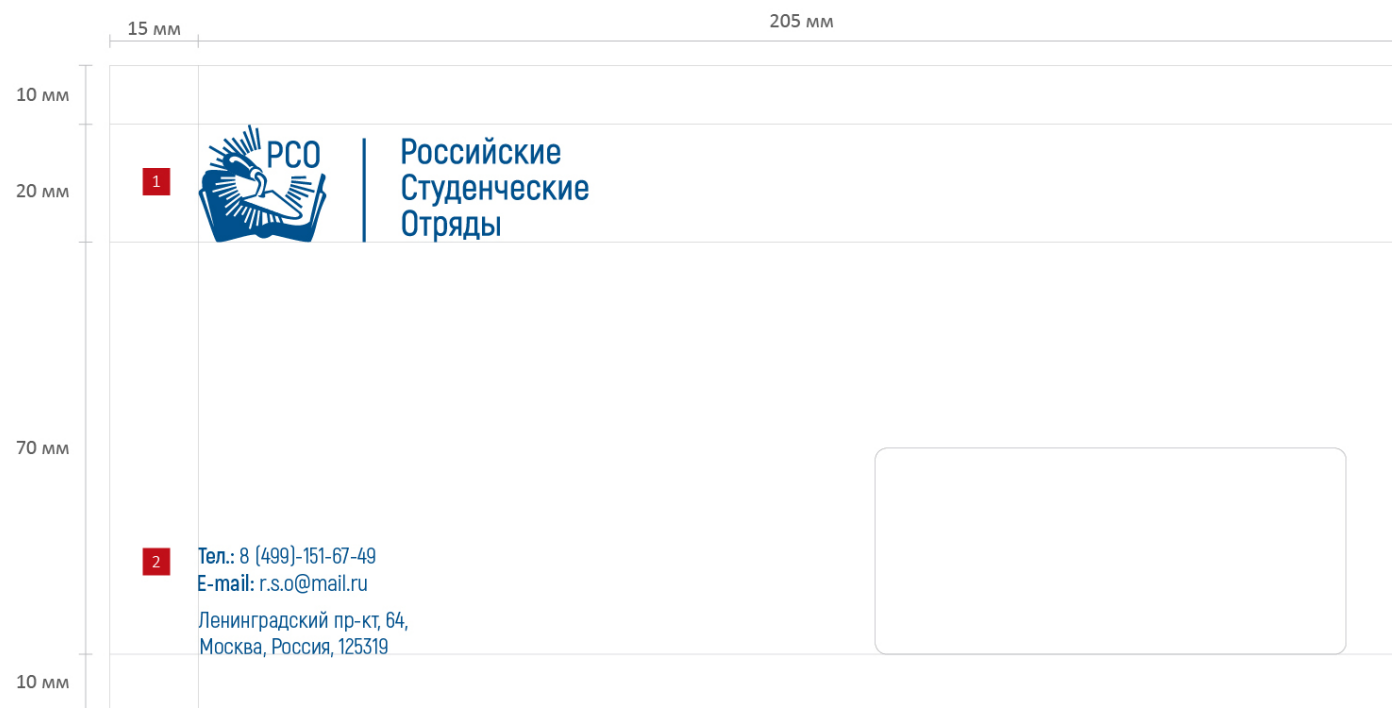 15 мм
205 мм
10 мм
20 мм
1
РСО
Российские
Студенческие
Отряды
70 мм
2
Тел.: 8 (499)-151-67-49
E-mail: r.s.o@mail.ru
Ленинградский пр-кт, 64,
Москва, Россия, 125319
10 мм